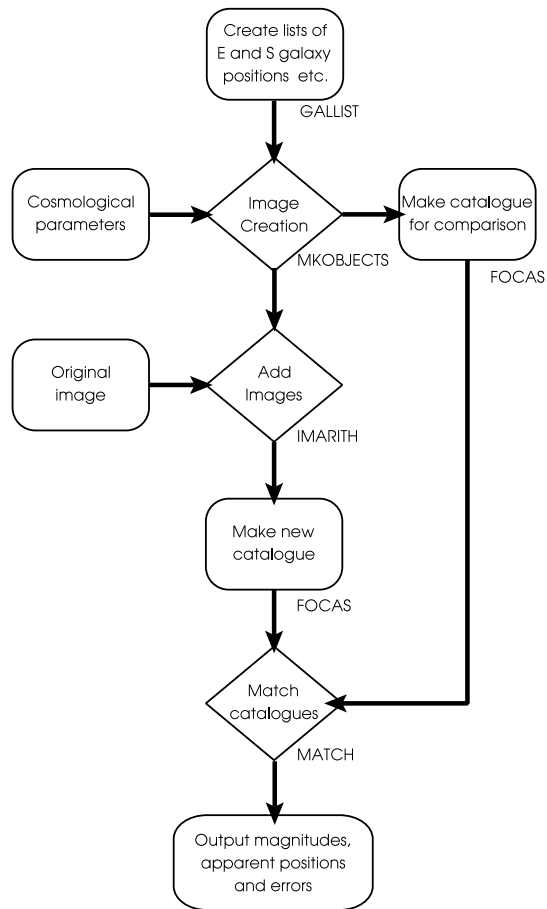 Create lists of
E and S galaxy
positions etc.
GALLIST
Cosmological
parameters
Image
Creation
MKOBJECTS
Make catalogue
for comparison
FOCAS
Original
image
Add
Images
IMARITH
Make new
catalogue
FOCAS
Match
catalogues
MATCH
Output magnitudes,
apparent positions
and errors